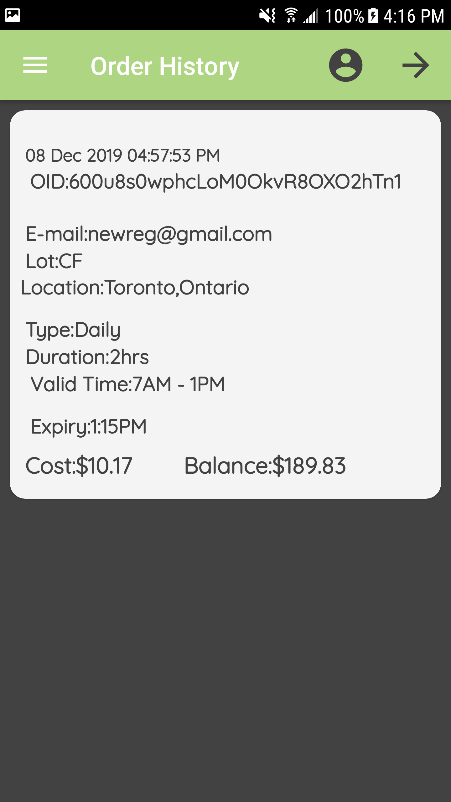 100% 4:16 PM
Order History
08 Dec 2019 04:57:53 PM
OID:600u8s0wphcLoM0OkvR8OXO2hTn1
E-mail:newreg@gmail.com
Lot:CF
Location:Toronto,Ontario
Type:Daily
Duration:2hrs
Valid Time:7AM - 1PM
Expiry:1:15PM
Cost:$10.17 Balance:$189.83